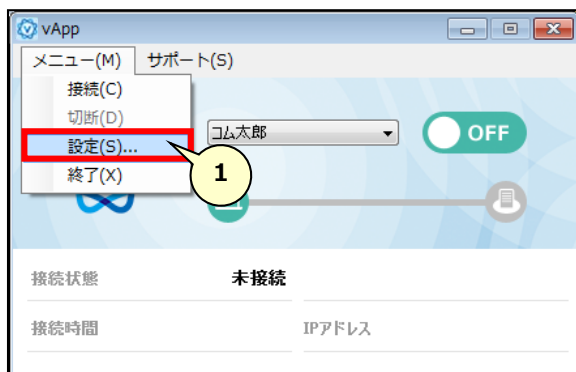 vApp
メニュー(M) サポート(S)
接続(C)
切断(D)
設定(S)...
終了(X)
コム太郎
OFF
1
接続状態 未接続
接続時間 IPアドレス